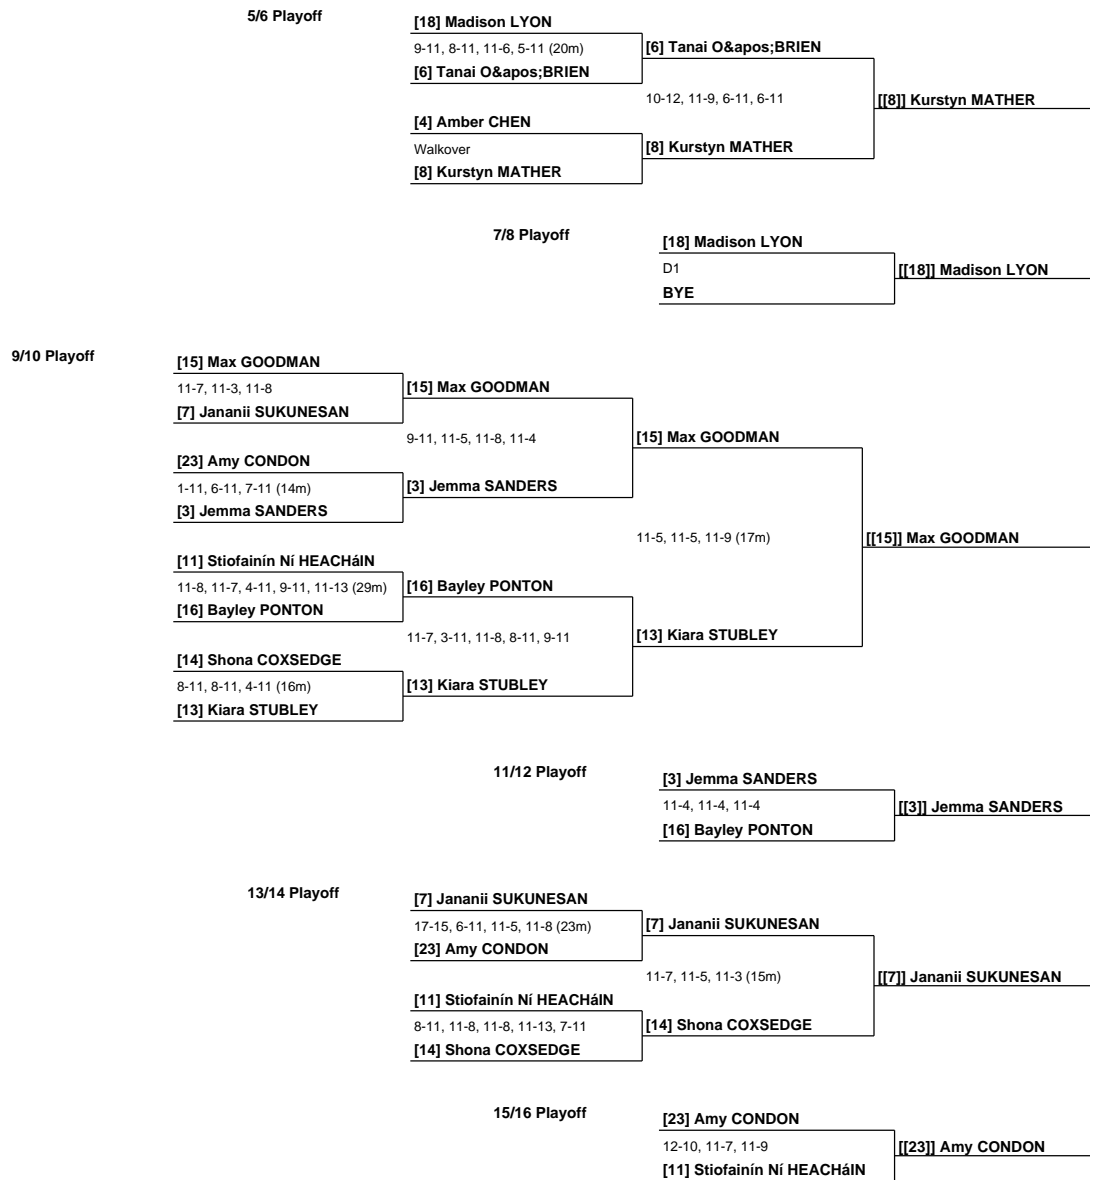 5/6 Playoff
[18] Madison LYON
9-11, 8-11, 11-6, 5-11 (20m)
[6] Tanai O&apos;BRIEN
[6] Tanai O&apos;BRIEN
10-12, 11-9, 6-11, 6-11
[[8]] Kurstyn MATHER
[4] Amber CHEN
Walkover
[8] Kurstyn MATHER
[8] Kurstyn MATHER
7/8 Playoff
[18] Madison LYON
D1
[[18]] Madison LYON
BYE
9/10 Playoff
[15] Max GOODMAN
11-7, 11-3, 11-8
[15] Max GOODMAN
[7] Jananii SUKUNESAN
9-11, 11-5, 11-8, 11-4
[15] Max GOODMAN
[23] Amy CONDON
1-11, 6-11, 7-11 (14m)
[3] Jemma SANDERS
[3] Jemma SANDERS
11-5, 11-5, 11-9 (17m)
[[15]] Max GOODMAN
[11] Stiofainín Ní HEACHáIN
11-8, 11-7, 4-11, 9-11, 11-13 (29m)
[16] Bayley PONTON
[16] Bayley PONTON
11-7, 3-11, 11-8, 8-11, 9-11
[13] Kiara STUBLEY
[14] Shona COXSEDGE
8-11, 8-11, 4-11 (16m)
[13] Kiara STUBLEY
[13] Kiara STUBLEY
11/12 Playoff
[3] Jemma SANDERS
11-4, 11-4, 11-4
[[3]] Jemma SANDERS
[16] Bayley PONTON
13/14 Playoff
[7] Jananii SUKUNESAN
17-15, 6-11, 11-5, 11-8 (23m)
[7] Jananii SUKUNESAN
[23] Amy CONDON
11-7, 11-5, 11-3 (15m)
[[7]] Jananii SUKUNESAN
[11] Stiofainín Ní HEACHáIN
8-11, 11-8, 11-8, 11-13, 7-11
[14] Shona COXSEDGE
[14] Shona COXSEDGE
15/16 Playoff
[23] Amy CONDON
12-10, 11-7, 11-9
[[23]] Amy CONDON
[11] Stiofainín Ní HEACHáIN